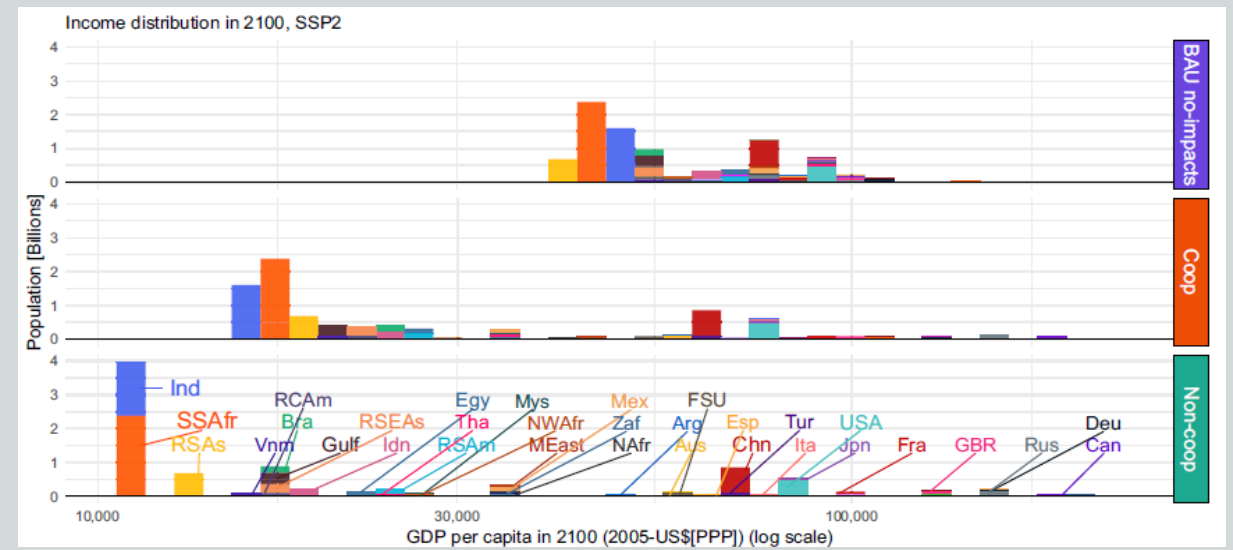 Income distribution in 2100, SSP2
4
3
2
1
0
BAU no-impacts
Population [Billions]
4
3
2
1
0
Coop
4
3
2
1
0
Non-coop
Ind
RCAm Egy Mys Mex FSU
SSAfr Bra RSEAs Tha NWAfr Zaf Arg Esp Tur USA Deu
RSAs Vnm Gulf Idn RSAm MEast NAfr Aus Chn Ita Jpn Fra GBR Rus Can
10,000 30,000 100,000
GDP per capita in 2100 (2005-US$[PPP]) (log scale)